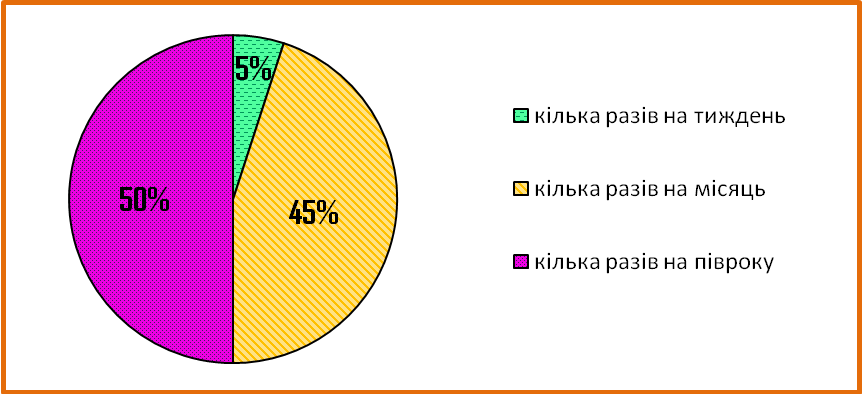 5%
45%
50%
кілька разів на тиждень
кілька разів на місяць
кілька разів на півроку